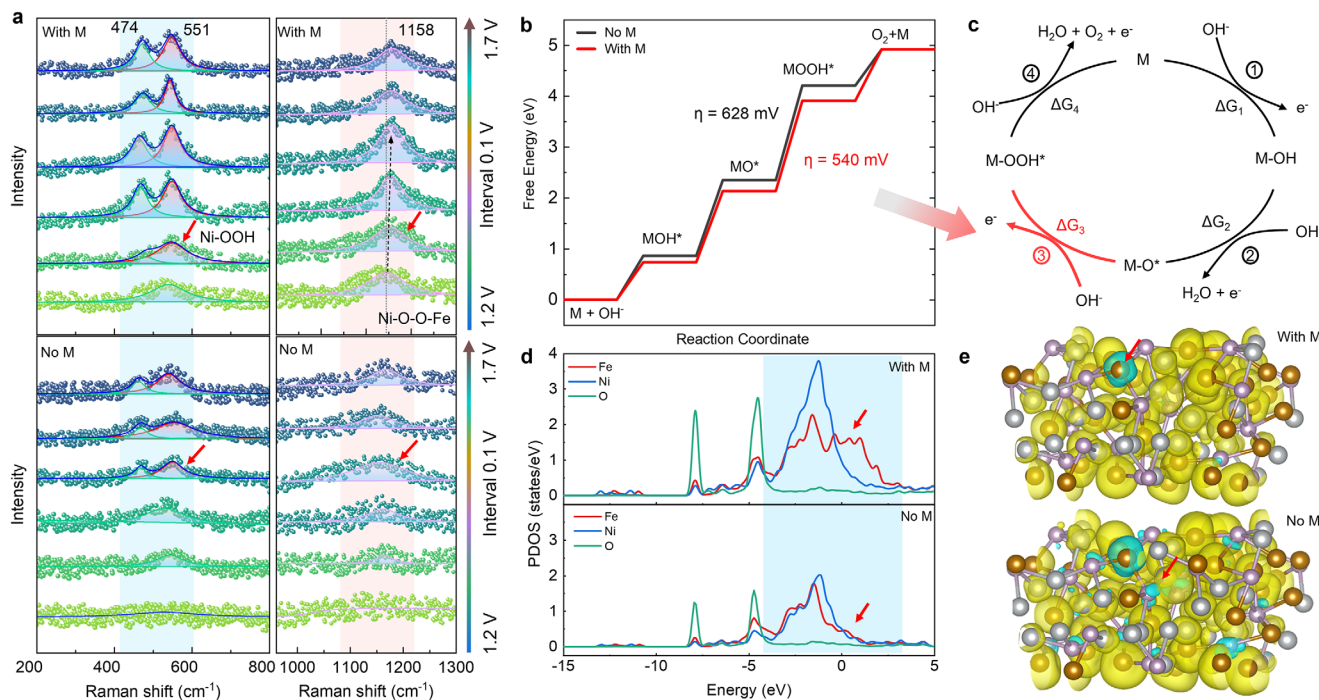 a
With M
474
551
Ni-OOH
1158
Ni-O-O-Fe
1.7 V
Interval 0.1 V
1.2 V
Intensity
No M
No M
1.7 V
Interval 0.1 V
1.2 V
Intensity
200
400
600
800
1000
1100
1200
1300
Raman shift (cm⁻¹)
Raman shift (cm⁻¹)
b
No M
With M
O₂+M
MOOH*
η = 628 mV
MO*
η = 540 mV
MOH*
M + OH⁻
5
4
3
2
1
0
Free Energy (eV)
Reaction Coordinate
c
H₂O + O₂ + e⁻
OH⁻
M
④
①
OH⁻
ΔG₄
ΔG₁
e⁻
M-OOH*
M-OH
e⁻
ΔG₃
ΔG₂
OH
③
M-O*
②
OH⁻
H₂O + e⁻
d
Fe
Ni
O
With M
4
3
2
1
0
Fe
Ni
O
No M
3
2
1
0
PDOS (states/eV)
-15
-10
-5
0
5
Energy (eV)
e
With M
No M